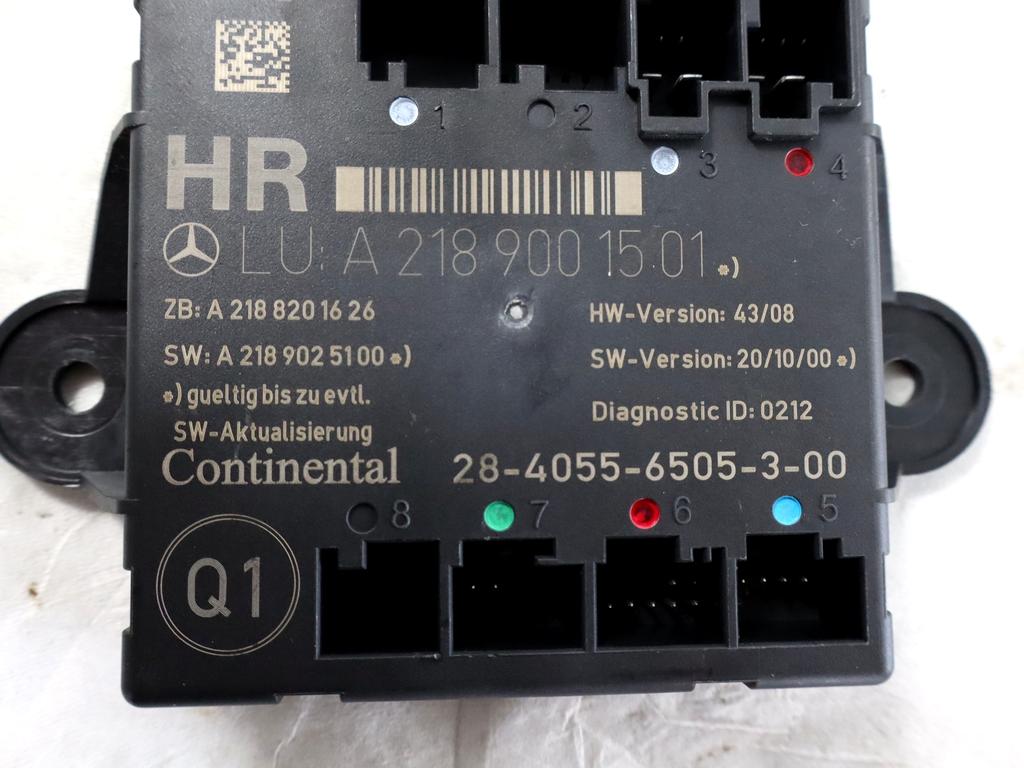 1 2
3 4
HR
LU: A 218 900 15 01 *)
ZB: A 218 820 16 26
HW-Version: 43/08
SW: A 218 902 51 00 *)
SW-Version: 20/10/00 *)
*) gueltig bis zu evtl.
SW-Aktualisierung
Diagnostic ID: 0212
Continental 28-4055-6505-3-00
8 7 6 5
Q1